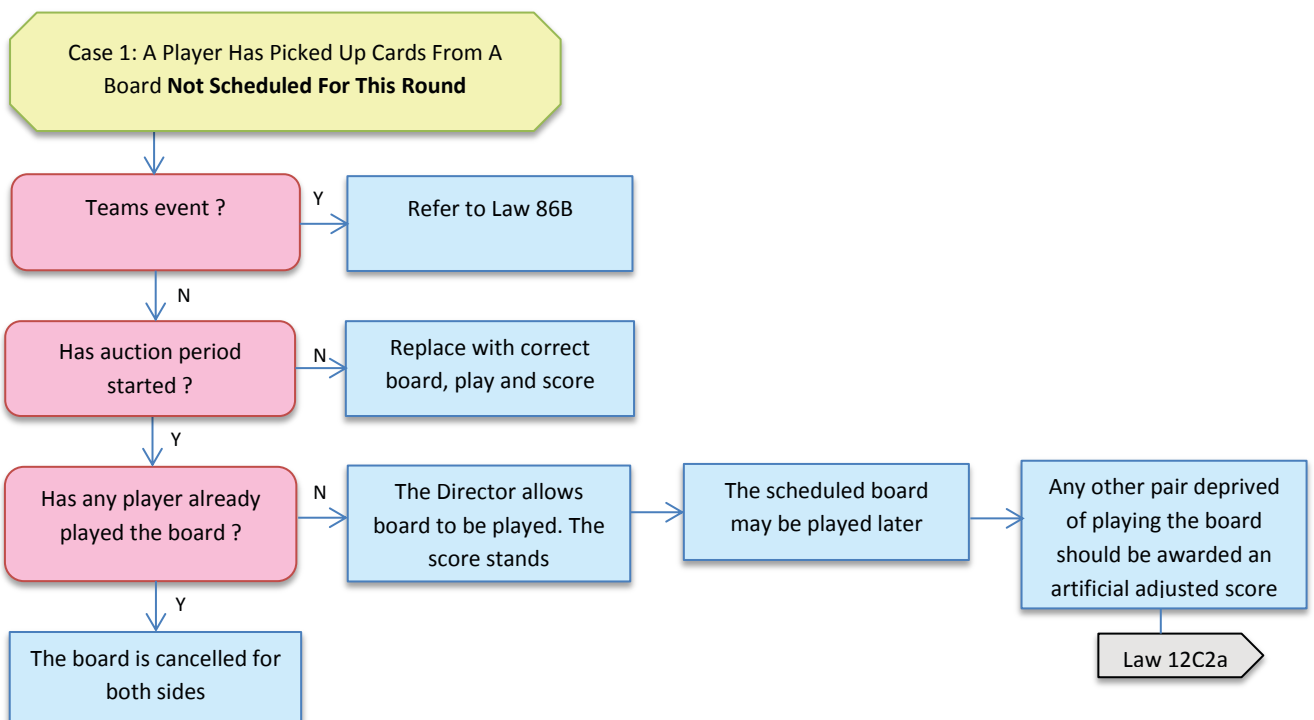 Case 1: A Player Has Picked Up Cards From A
Board Not Scheduled For This Round
Teams event ?
Y
Refer to Law 86B
N
Has auction period
started ?
N
Replace with correct
board, play and score
Y
Has any player already
played the board ?
N
The Director allows
board to be played. The
score stands
The scheduled board
may be played later
Any other pair deprived
of playing the board
should be awarded an
artificial adjusted score
Y
Law 12C2a
The board is cancelled for
both sides